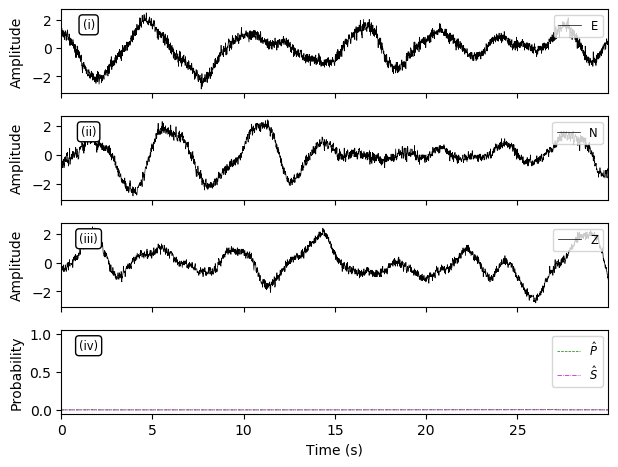 (i)
E
Amplitude
2
0
−2
(ii)
N
Amplitude
2
0
−2
(iii)
Z
Amplitude
2
0
−2
(iv)
P̂
Ŝ
Probability
1.0
0.5
0.0
0 5 10 15 20 25
Time (s)